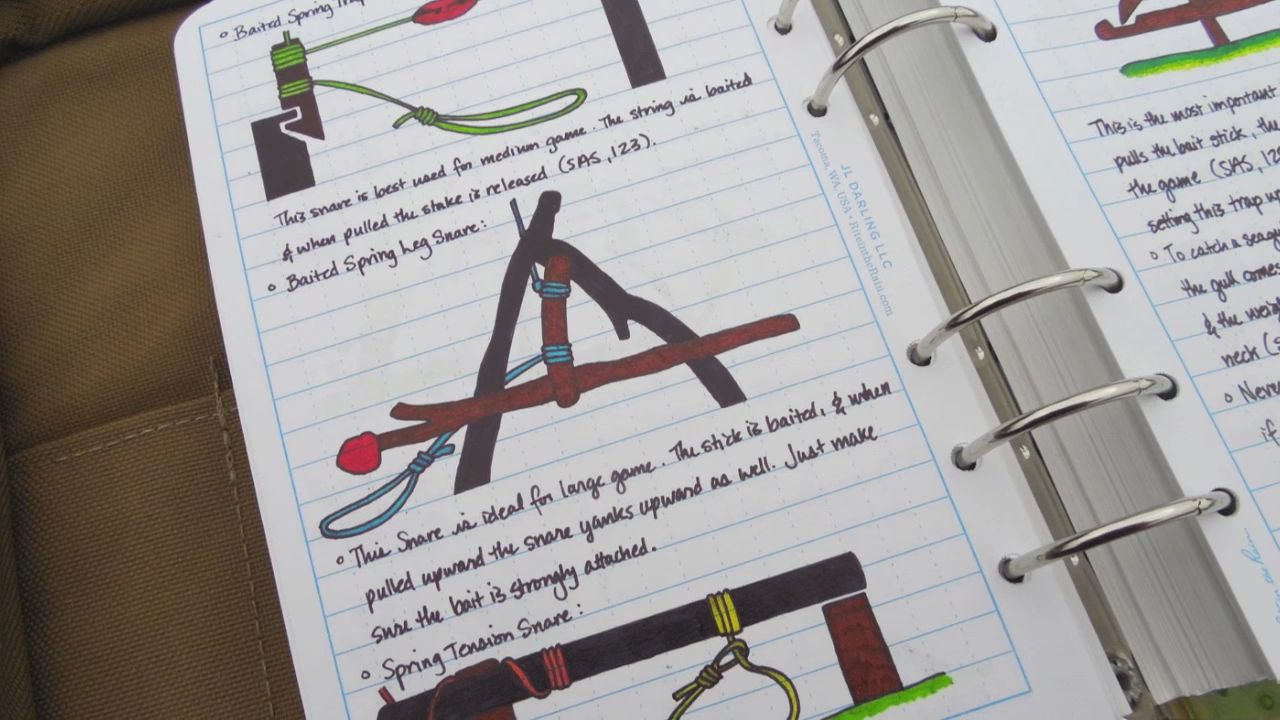 ° Baited Spring Trap
This snare is best used for medium game. The string is baited
& when pulled the stake is released (SAS, 123).
° Baited Spring Leg Snare:
° This Snare is ideal for large game. The stick is baited, & when
pulled upward the snare yanks upward as well. Just make
sure the bait is strongly attached.
° Spring Tension Snare:
JL DARLING LLC
Tacoma, WA, USA • RiteintheRain.com
This is the most important
pulls the bait stick, the
the game (SAS, 12
setting this trap w
° To catch a seagu
the gull comes
& the weig
neck (S
° Never
if